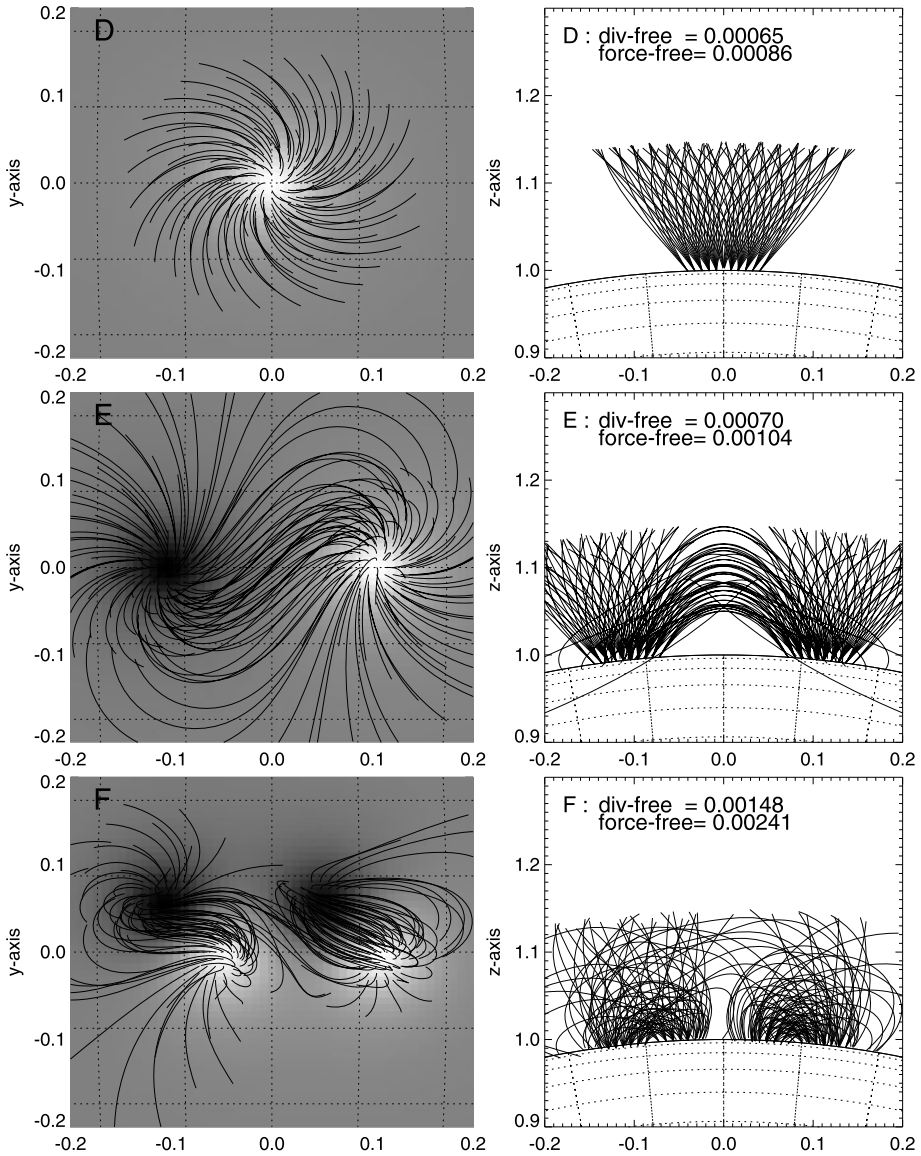 D
0.2
0.1
0.0
-0.1
-0.2
y-axis
-0.2 -0.1 0.0 0.1 0.2
D : div-free = 0.00065
force-free= 0.00086
1.2
1.1
1.0
0.9
z-axis
-0.2 -0.1 0.0 0.1 0.2
E
0.2
0.1
0.0
-0.1
-0.2
y-axis
-0.2 -0.1 0.0 0.1 0.2
E : div-free = 0.00070
force-free= 0.00104
1.2
1.1
1.0
0.9
z-axis
-0.2 -0.1 0.0 0.1 0.2
F
0.2
0.1
0.0
-0.1
-0.2
y-axis
-0.2 -0.1 0.0 0.1 0.2
F : div-free = 0.00148
force-free= 0.00241
1.2
1.1
1.0
0.9
z-axis
-0.2 -0.1 0.0 0.1 0.2